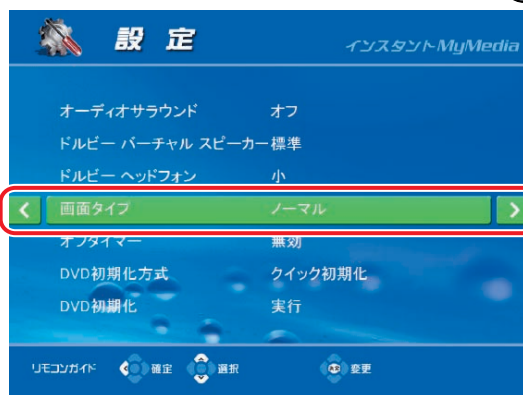 設 定
インスタントMyMedia
オーディオサラウンド オフ
ドルビー バーチャル スピーカー 標準
ドルビー ヘッドフォン 小
画面タイプ ノーマル
オフタイマー 無効
DVD初期化方式 クイック初期化
DVD初期化 実行
リモコンガイド 確定 選択 変更